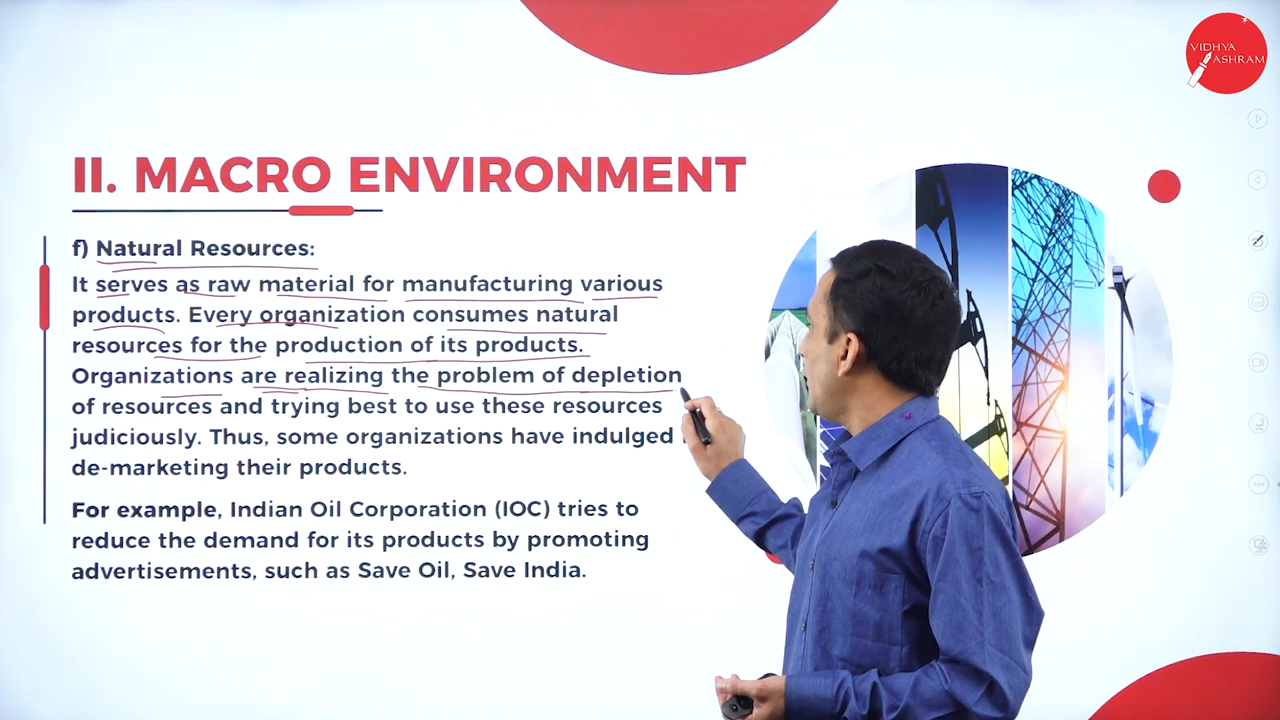 VIDHYA
ASHRAM
II. MACRO ENVIRONMENT
f) Natural Resources:
It serves as raw material for manufacturing various
products. Every organization consumes natural
resources for the production of its products.
Organizations are realizing the problem of depletion
of resources and trying best to use these resources
judiciously. Thus, some organizations have indulged
de-marketing their products.
For example, Indian Oil Corporation (IOC) tries to
reduce the demand for its products by promoting
advertisements, such as Save Oil, Save India.